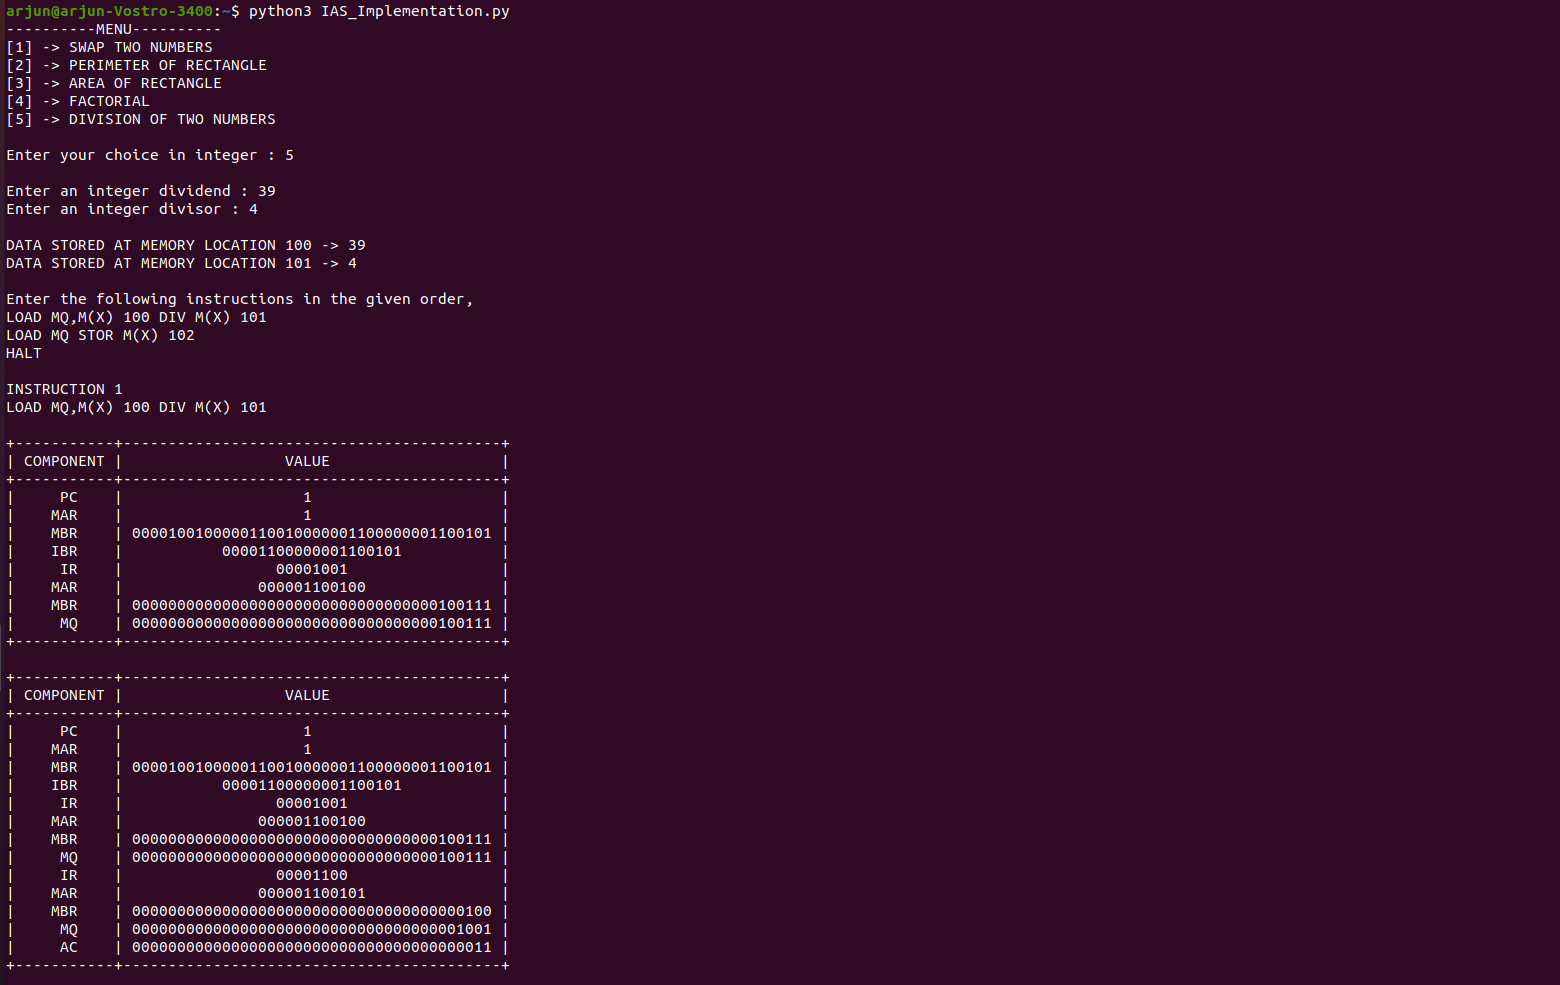 arjun@arjun-Vostro-3400:~$ python3 IAS_Implementation.py
----------MENU----------
[1] -> SWAP TWO NUMBERS
[2] -> PERIMETER OF RECTANGLE
[3] -> AREA OF RECTANGLE
[4] -> FACTORIAL
[5] -> DIVISION OF TWO NUMBERS

Enter your choice in integer : 5

Enter an integer dividend : 39
Enter an integer divisor : 4

DATA STORED AT MEMORY LOCATION 100 -> 39
DATA STORED AT MEMORY LOCATION 101 -> 4

Enter the following instructions in the given order,
LOAD MQ,M(X) 100 DIV M(X) 101
LOAD MQ STOR M(X) 102
HALT

INSTRUCTION 1
LOAD MQ,M(X) 100 DIV M(X) 101

+-----------+------------------------------------------+
| COMPONENT |                  VALUE                   |
+-----------+------------------------------------------+
|     PC    |                    1                     |
|    MAR    |                    1                     |
|    MBR    | 0000100100000110010000001100000001100101 |
|    IBR    |           00001100000001100101           |
|     IR    |                 00001001                 |
|    MAR    |               000001100100               |
|    MBR    | 0000000000000000000000000000000000100111 |
|     MQ    | 0000000000000000000000000000000000100111 |
+-----------+------------------------------------------+

+-----------+------------------------------------------+
| COMPONENT |                  VALUE                   |
+-----------+------------------------------------------+
|     PC    |                    1                     |
|    MAR    |                    1                     |
|    MBR    | 0000100100000110010000001100000001100101 |
|    IBR    |           00001100000001100101           |
|     IR    |                 00001001                 |
|    MAR    |               000001100100               |
|    MBR    | 0000000000000000000000000000000000100111 |
|     MQ    | 0000000000000000000000000000000000100111 |
|     IR    |                 00001100                 |
|    MAR    |               000001100101               |
|    MBR    | 0000000000000000000000000000000000000100 |
|     MQ    | 0000000000000000000000000000000000001001 |
|     AC    | 0000000000000000000000000000000000000011 |
+-----------+------------------------------------------+